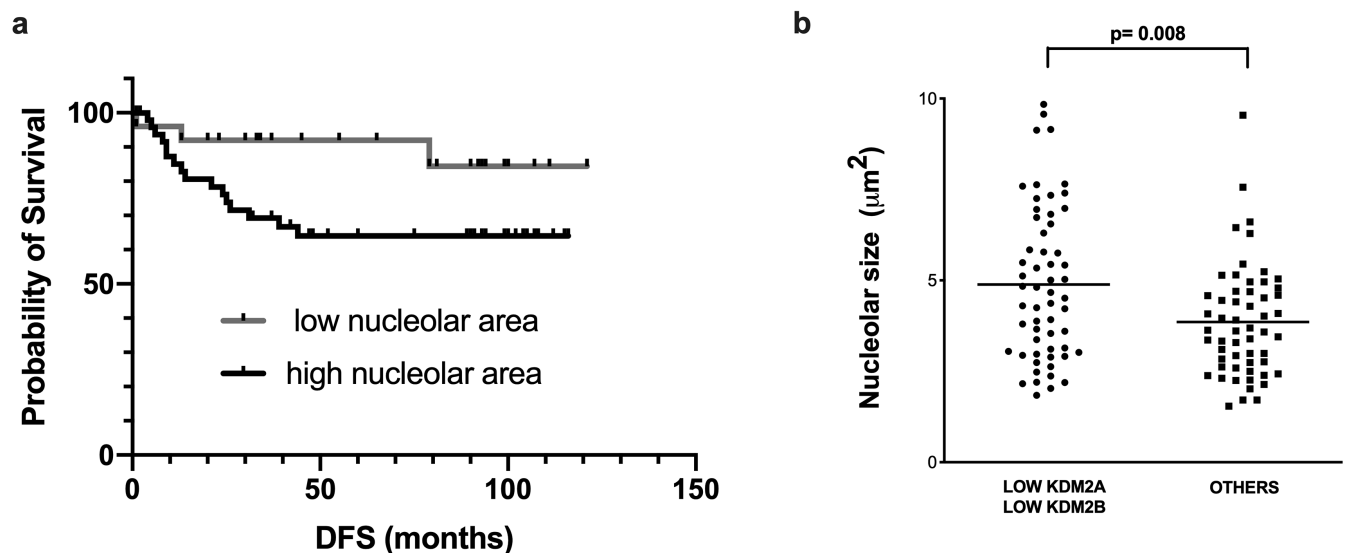 a
Probability of Survival
100
50
0
0
50
100
150
DFS (months)
low nucleolar area
high nucleolar area
b
p= 0.008
Nucleolar size (μm²)
10
5
0
LOW KDM2A
LOW KDM2B
OTHERS